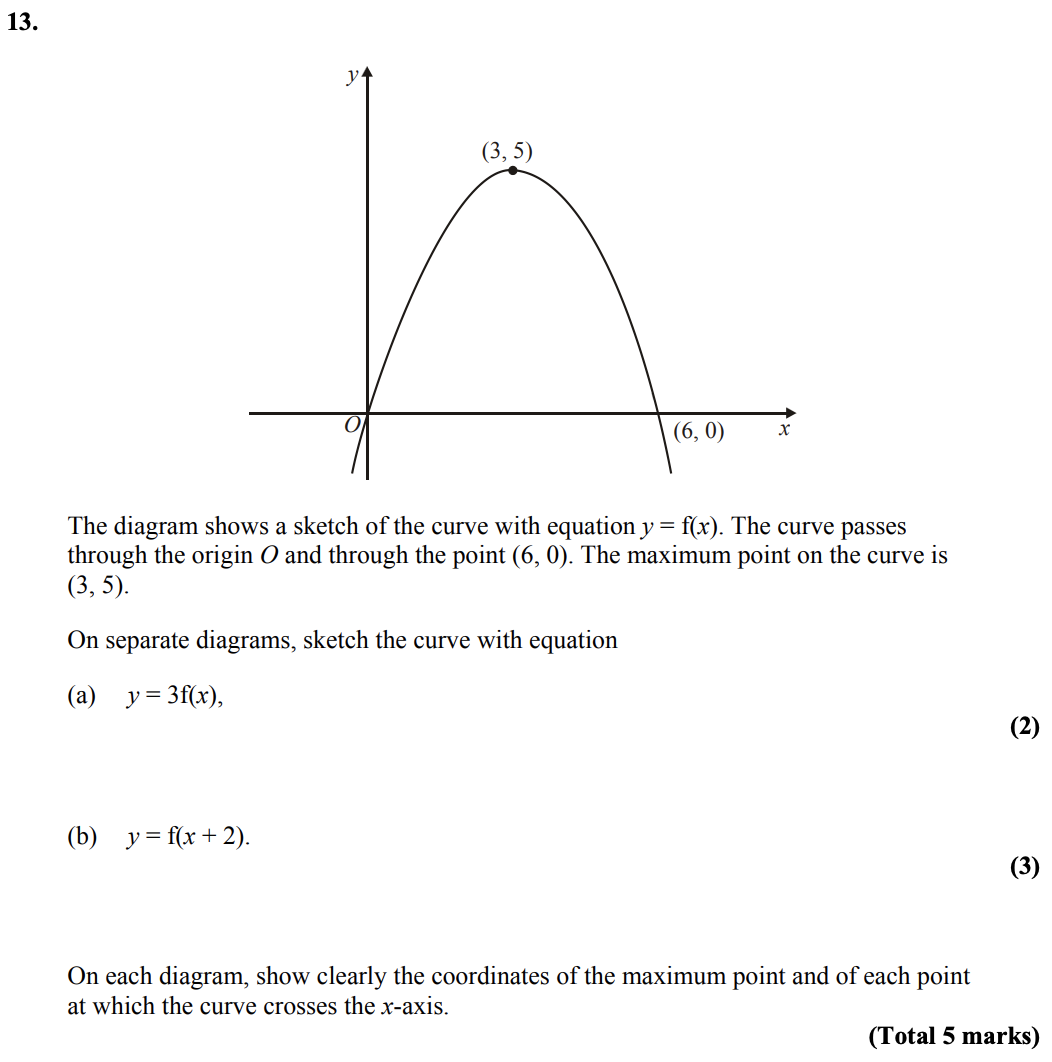 13.
y
(3, 5)
O
(6, 0)
x
The diagram shows a sketch of the curve with equation y = f(x). The curve passes
through the origin O and through the point (6, 0). The maximum point on the curve is
(3, 5).
On separate diagrams, sketch the curve with equation
(a) y = 3f(x),
(2)
(b) y = f(x + 2).
(3)
On each diagram, show clearly the coordinates of the maximum point and of each point
at which the curve crosses the x-axis.
(Total 5 marks)